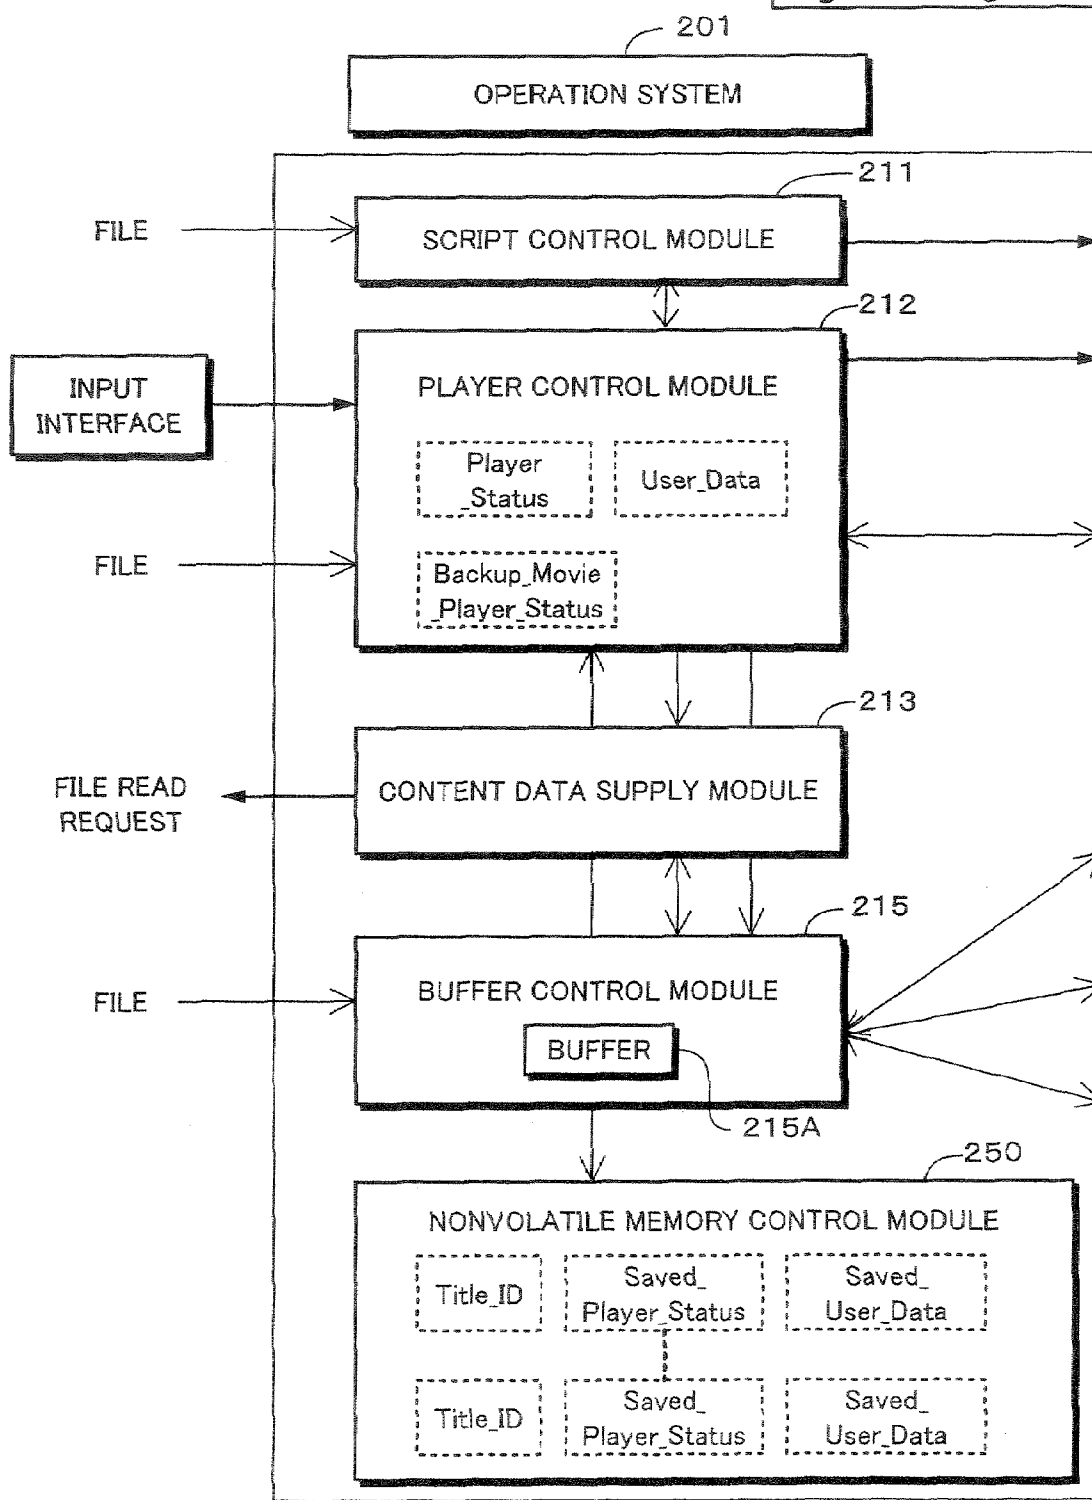 201
OPERATION SYSTEM
211
FILE
SCRIPT CONTROL MODULE
212
INPUT
INTERFACE
PLAYER CONTROL MODULE
Player
_Status
User_Data
FILE
Backup_Movie
_Player_Status
213
FILE READ
REQUEST
CONTENT DATA SUPPLY MODULE
215
FILE
BUFFER CONTROL MODULE
BUFFER
215A
250
NONVOLATILE MEMORY CONTROL MODULE
Title_ID
Saved_
Player_Status
Saved_
User_Data
Title_ID
Saved_
Player_Status
Saved_
User_Data